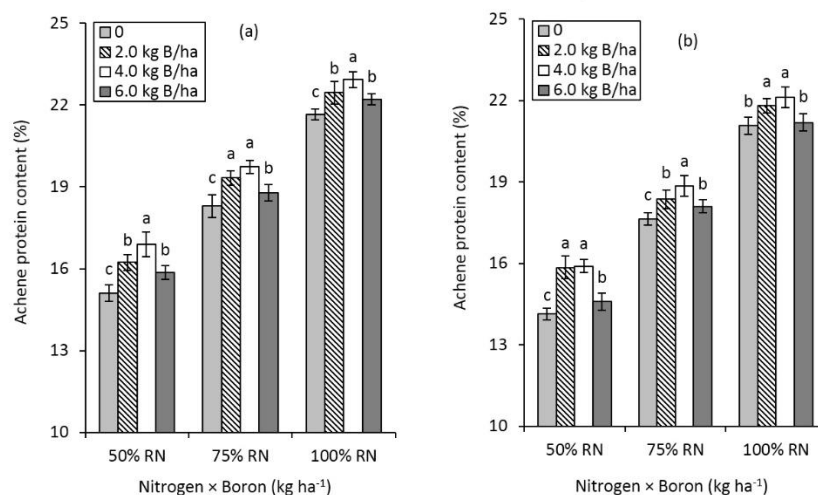 (a)
0
2.0 kg B/ha
4.0 kg B/ha
6.0 kg B/ha
Achene protein content (%)
25
22
19
16
13
10
c b a b
c a a b
c b a b
50% RN 75% RN 100% RN
Nitrogen × Boron (kg ha⁻¹)
(b)
0
2.0 kg B/ha
4.0 kg B/ha
6.0 kg B/ha
Achene protein content (%)
25
22
19
16
13
10
c a a b
c b a b
b a a b
50% RN 75% RN 100% RN
Nitrogen × Boron (kg ha⁻¹)